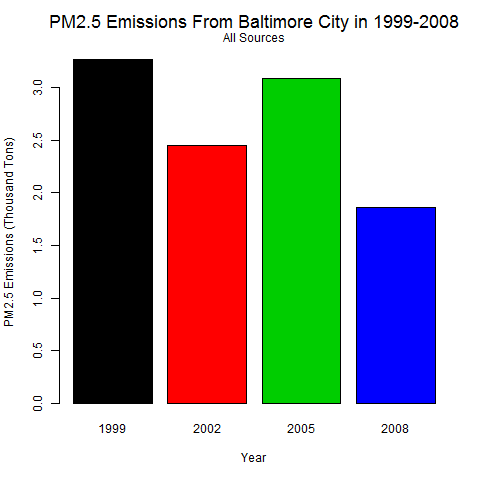 PM2.5 Emissions From Baltimore City in 1999-2008
All Sources
PM2.5 Emissions (Thousand Tons)
3.0
2.5
2.0
1.5
1.0
0.5
0.0
1999 2002 2005 2008
Year